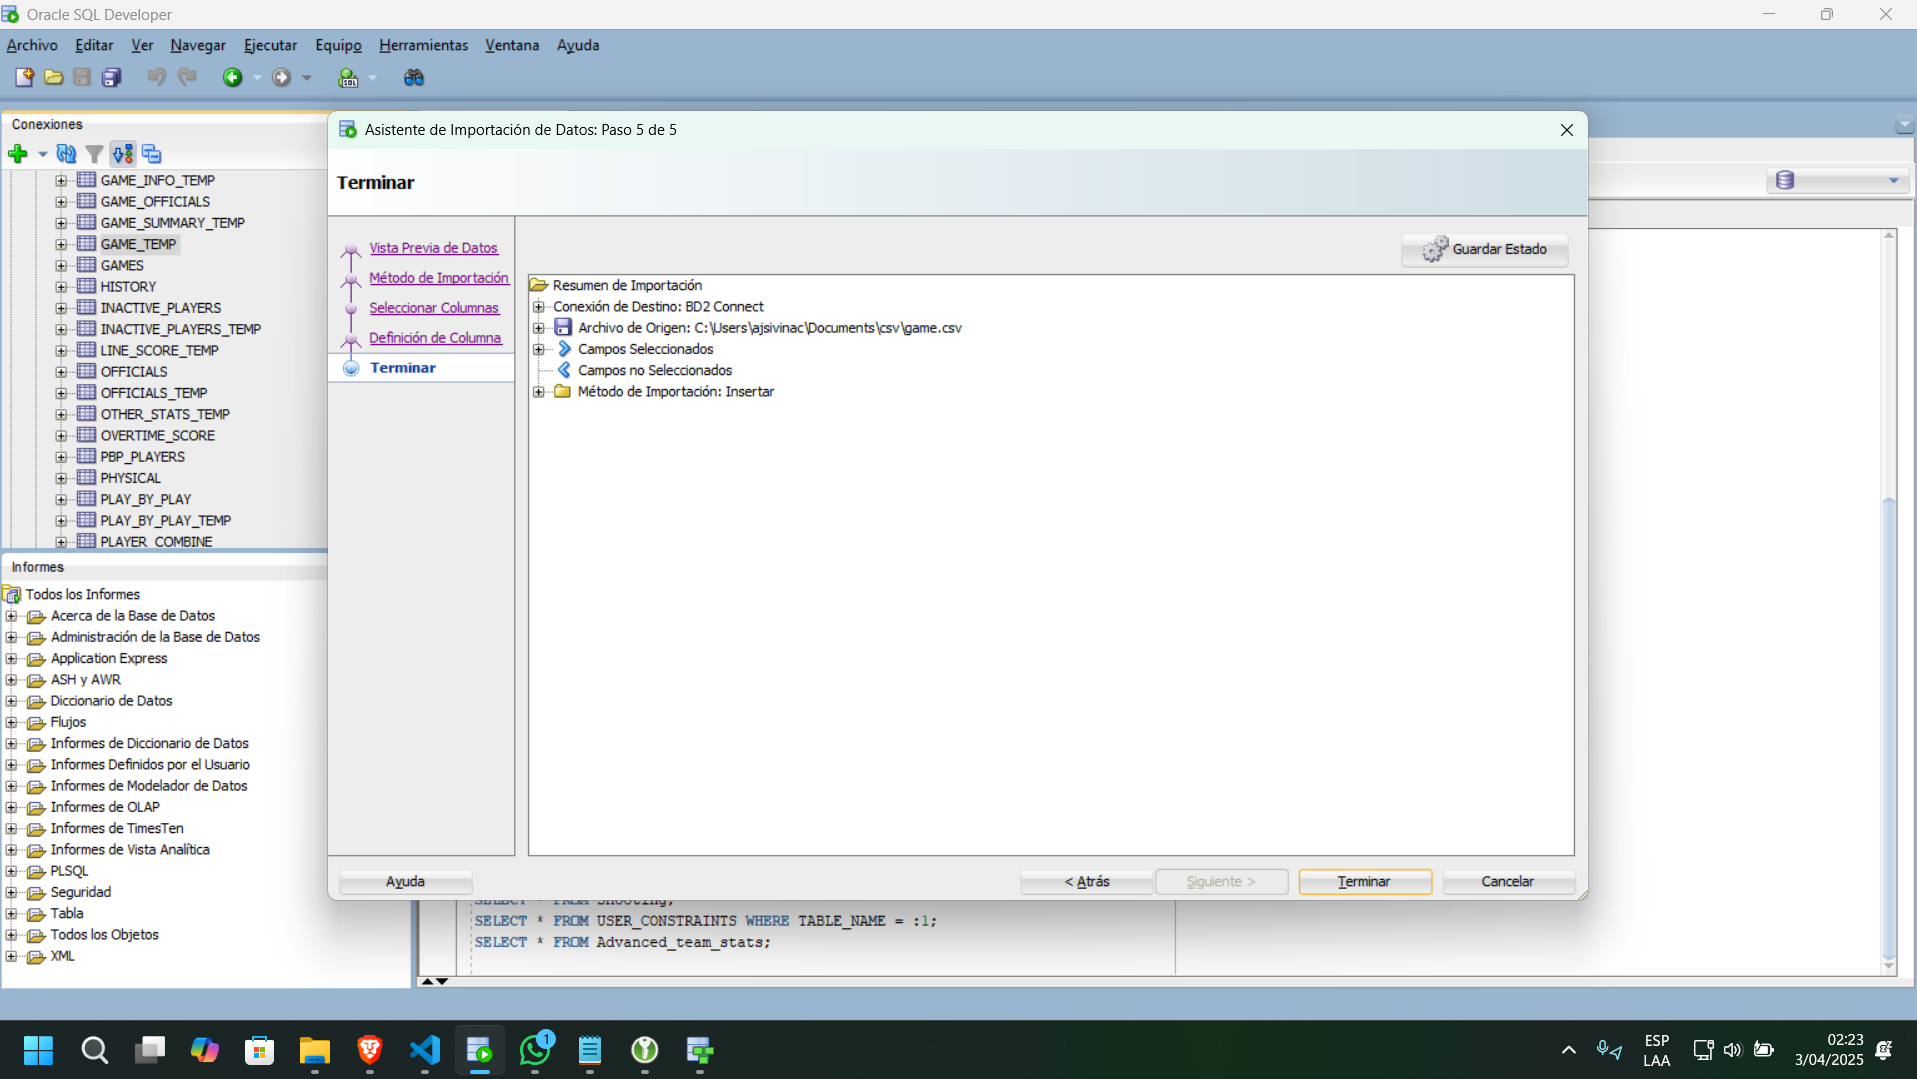 Oracle SQL Developer
Archivo Editar Ver Navegar Ejecutar Equipo Herramientas Ventana Ayuda
SQL
Conexiones
GAME_INFO_TEMP
GAME_OFFICIALS
GAME_SUMMARY_TEMP
GAME_TEMP
GAMES
HISTORY
INACTIVE_PLAYERS
INACTIVE_PLAYERS_TEMP
LINE_SCORE_TEMP
OFFICIALS
OFFICIALS_TEMP
OTHER_STATS_TEMP
OVERTIME_SCORE
PBP_PLAYERS
PHYSICAL
PLAY_BY_PLAY
PLAY_BY_PLAY_TEMP
PLAYER_COMBINE
Informes
Todos los Informes
Acerca de la Base de Datos
Administración de la Base de Datos
Application Express
ASH y AWR
Diccionario de Datos
Flujos
Informes de Diccionario de Datos
Informes Definidos por el Usuario
Informes de Modelador de Datos
Informes de OLAP
Informes de TimesTen
Informes de Vista Analítica
PLSQL
Seguridad
Tabla
Todos los Objetos
XML
Asistente de Importación de Datos: Paso 5 de 5
Terminar
Vista Previa de Datos
Método de Importación
Seleccionar Columnas
Definición de Columna
Terminar
Guardar Estado
Resumen de Importación
Conexión de Destino: BD2 Connect
Archivo de Origen: C:\Users\ajsivinac\Documents\csv\game.csv
Campos Seleccionados
Campos no Seleccionados
Método de Importación: Insertar
Ayuda < Atrás Siguiente > Terminar Cancelar
SELECT * FROM Shooting;
SELECT * FROM USER_CONSTRAINTS WHERE TABLE_NAME = :1;
SELECT * FROM Advanced_team_stats;
1
ESP
LAA
02:23
3/04/2025